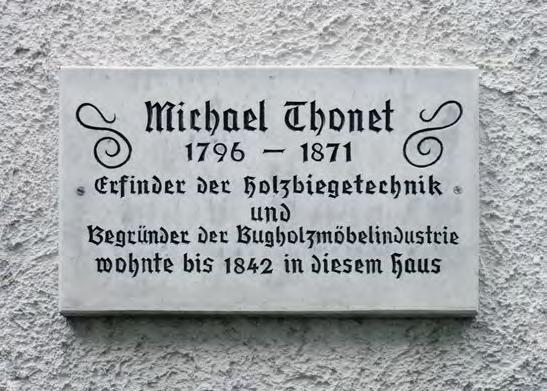 Michael Thonet
1796 – 1871
Erfinder der Holzbiegetechnik
und
Begründer der Bugholzmöbelindustrie
wohnte bis 1842 in diesem Haus